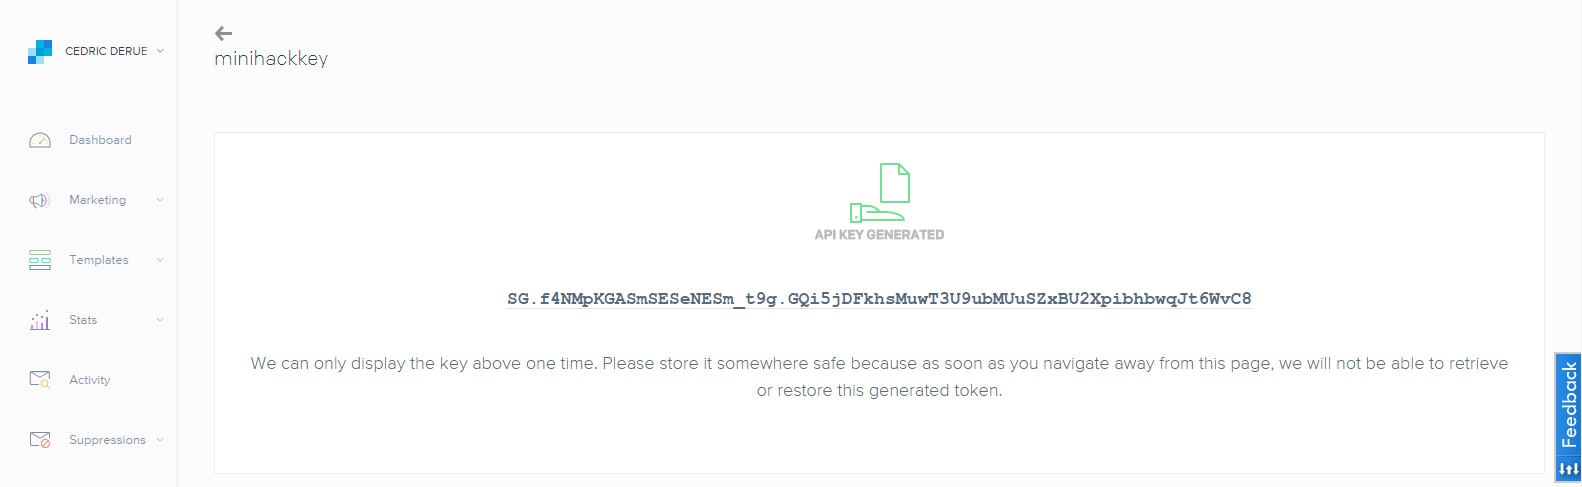 CEDRIC DERUE
minihackkey
Dashboard
Marketing
Templates
Stats
Activity
Suppressions
API KEY GENERATED
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
We can only display the key above one time. Please store it somewhere safe because as soon as you navigate away from this page, we will not be able to retrieve
or restore this generated token.
Feedback